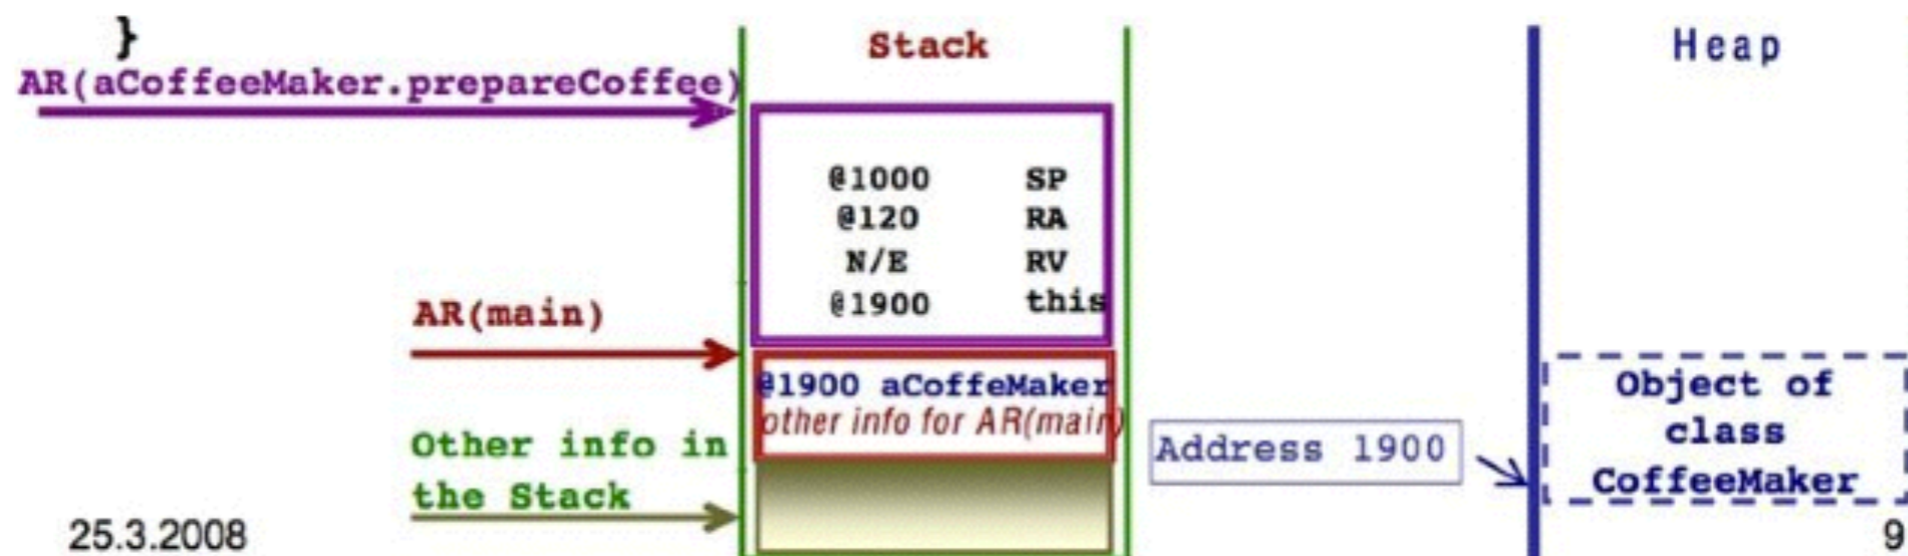 }
AR(aCoffeeMaker.prepareCoffee)
Stack
Heap
@1000 SP
@120 RA
N/E RV
@1900 this
AR(main)
@1900 aCoffeMaker
other info for AR(main)
Other info in
the Stack
Address 1900
Object of
class
CoffeeMaker
25.3.2008
9